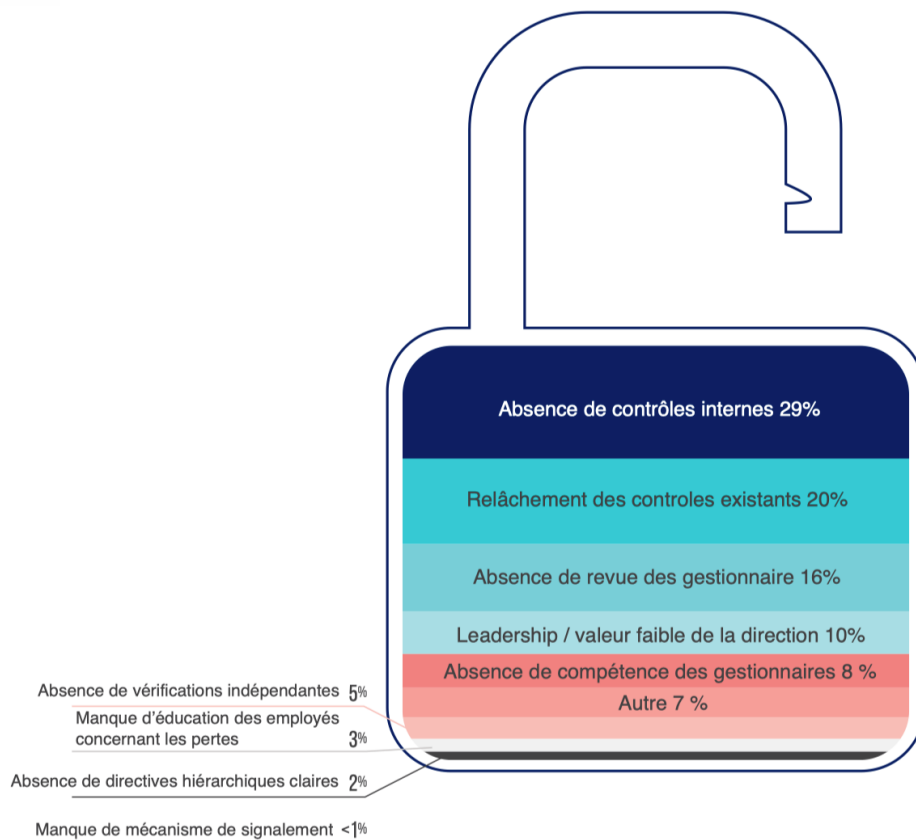 Absence de contrôles internes 29%
Relâchement des controles existants 20%
Absence de revue des gestionnaire 16%
Leadership / valeur faible de la direction 10%
Absence de compétence des gestionnaires 8 %
Autre 7 %
Absence de vérifications indépendantes 5%
Manque d'éducation des employés
concernant les pertes 3%
Absence de directives hiérarchiques claires 2%
Manque de mécanisme de signalement <1%